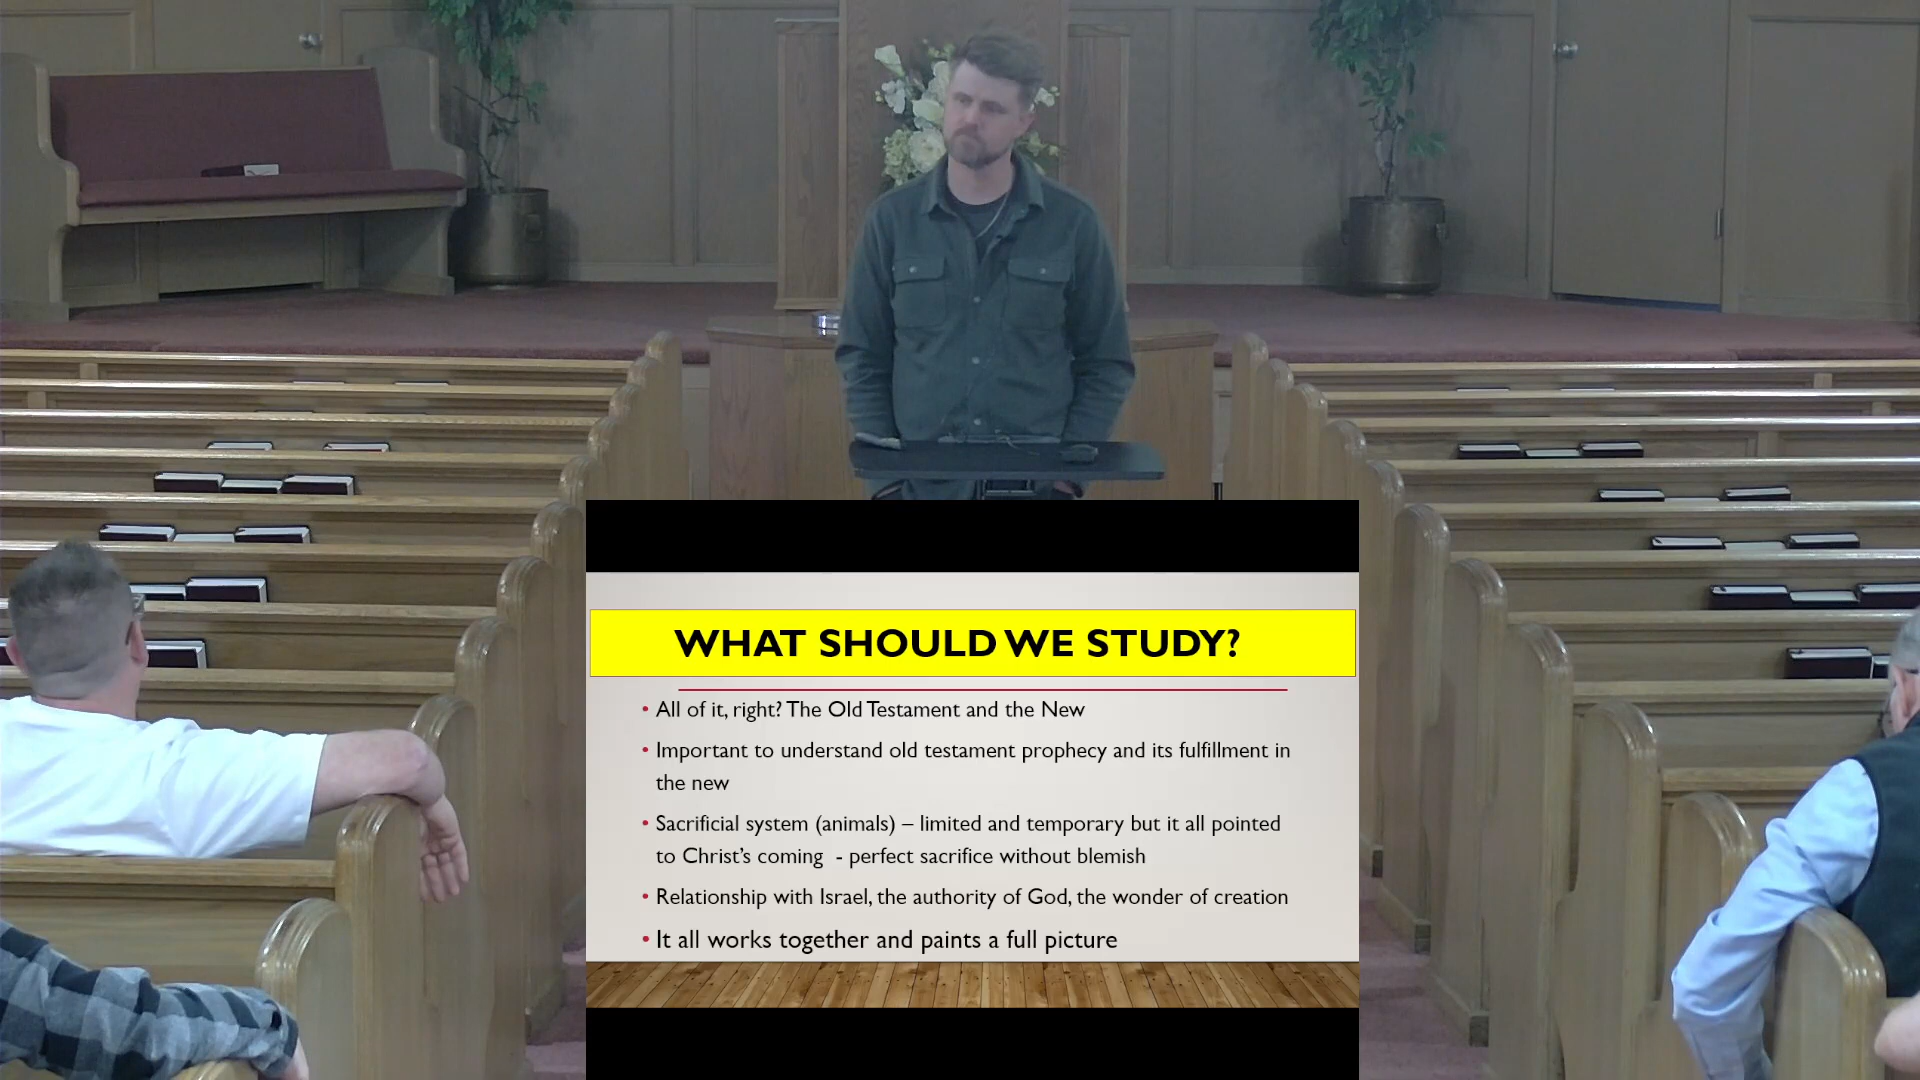 WHAT SHOULD WE STUDY?
• All of it, right? The Old Testament and the New
• Important to understand old testament prophecy and its fulfillment in
the new
• Sacrificial system (animals) – limited and temporary but it all pointed
to Christ's coming  - perfect sacrifice without blemish
• Relationship with Israel, the authority of God, the wonder of creation
• It all works together and paints a full picture